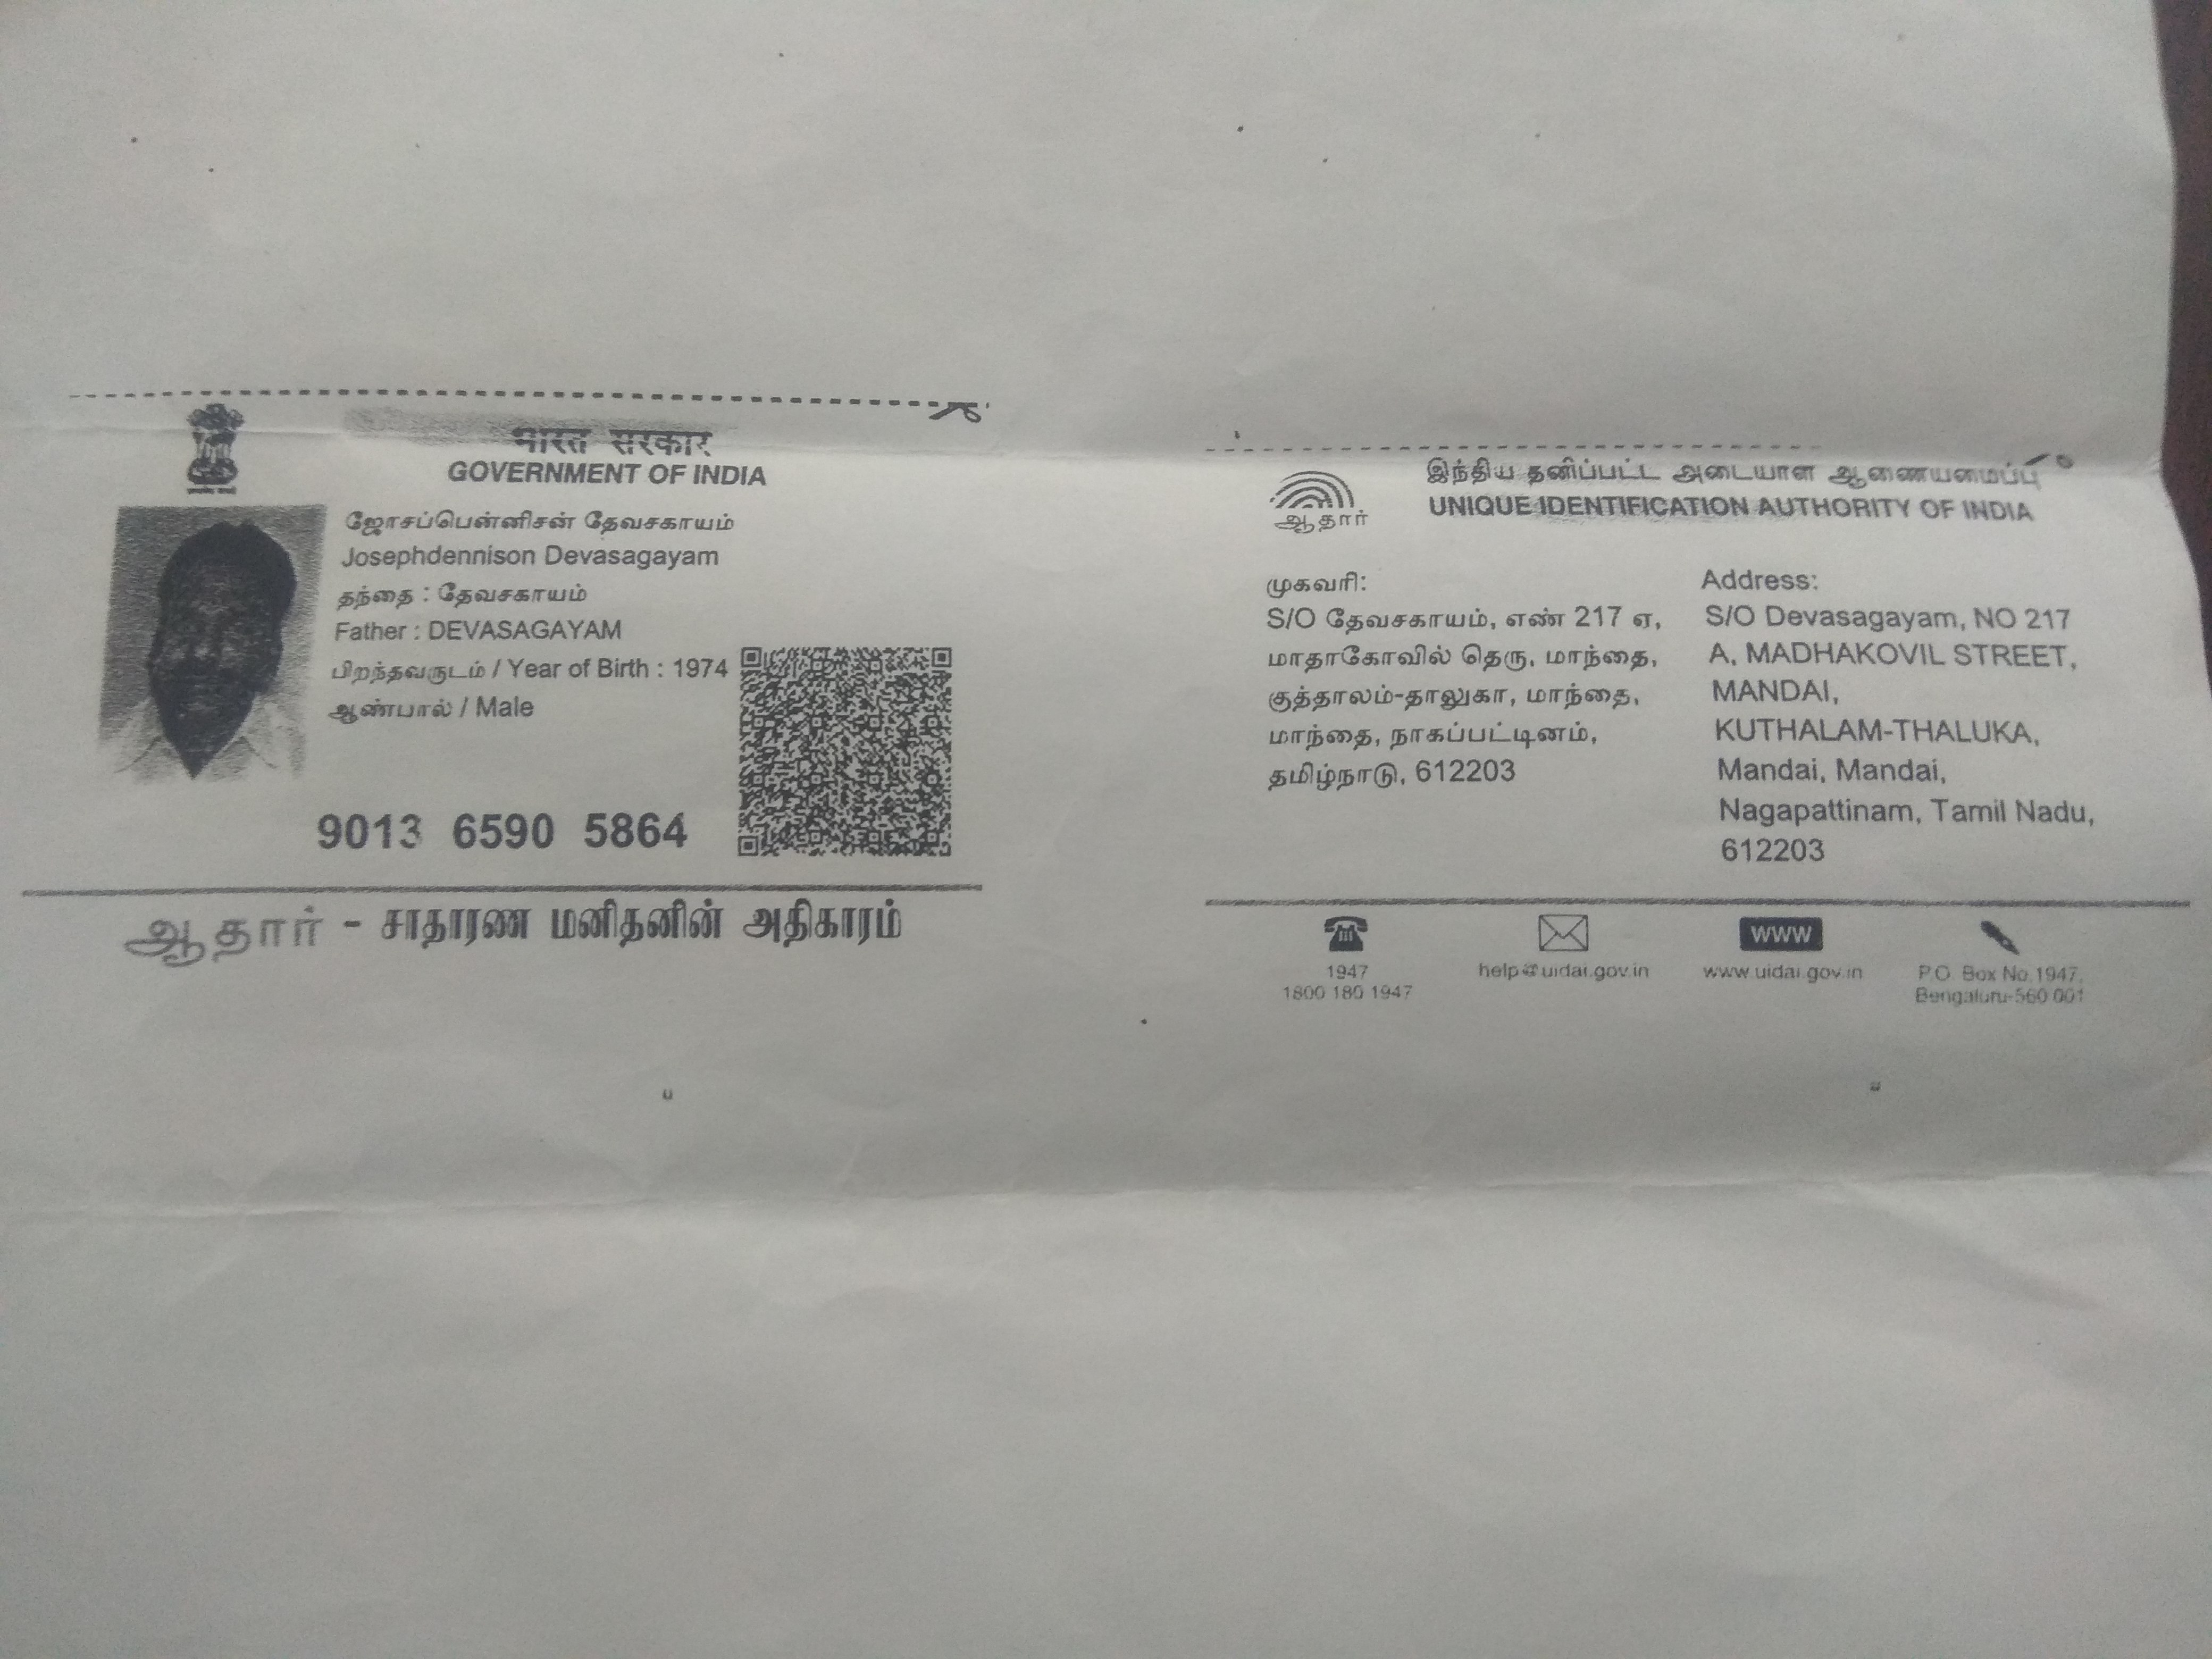 भारत सरकार
GOVERNMENT OF INDIA
ஜோசப்பென்னிசன் தேவசகாயம்
Josephdennison Devasagayam
தந்தை : தேவசகாயம்
Father : DEVASAGAYAM
பிறந்தவருடம் / Year of Birth : 1974
ஆண்பால் / Male
9013 6590 5864
ஆதார் - சாதாரண மனிதனின் அதிகாரம்
இந்திய தனிப்பட்ட அடையாள ஆணையமைப்பு
UNIQUE IDENTIFICATION AUTHORITY OF INDIA
ஆதார்
முகவரி:
S/O தேவசகாயம், எண் 217 ஏ,
மாதாகோவில் தெரு, மாந்தை,
குத்தாலம்-தாலுகா, மாந்தை,
மாந்தை, நாகப்பட்டினம்,
தமிழ்நாடு, 612203
Address:
S/O Devasagayam, NO 217
A, MADHAKOVIL STREET,
MANDAI,
KUTHALAM-THALUKA,
Mandai, Mandai,
Nagapattinam, Tamil Nadu,
612203
1947
1800 180 1947
help@uidai.gov.in
www
www.uidai.gov.in
P.O. Box No.1947,
Bengaluru-560 001